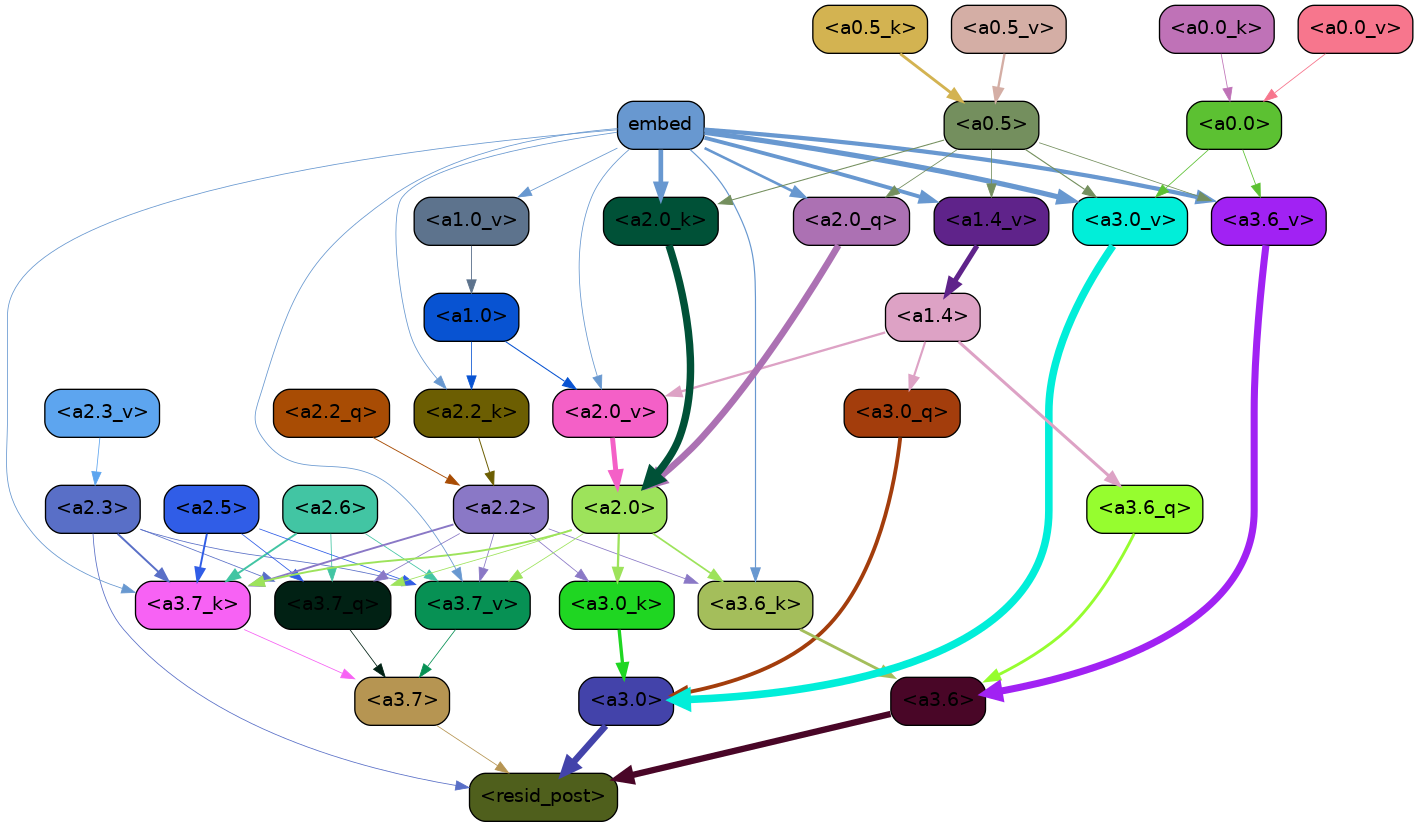 <a0.5_k> <a0.5_v> <a0.0_k> <a0.0_v>
embed <a0.5> <a0.0>
<a1.0_v> <a2.0_k> <a2.0_q> <a1.4_v> <a3.0_v> <a3.6_v>
<a1.0> <a1.4>
<a2.3_v> <a2.2_q> <a2.2_k> <a2.0_v> <a3.0_q>
<a2.3> <a2.5> <a2.6> <a2.2> <a2.0> <a3.6_q>
<a3.7_k> <a3.7_q> <a3.7_v> <a3.0_k> <a3.6_k>
<a3.7> <a3.0> <a3.6>
<resid_post>